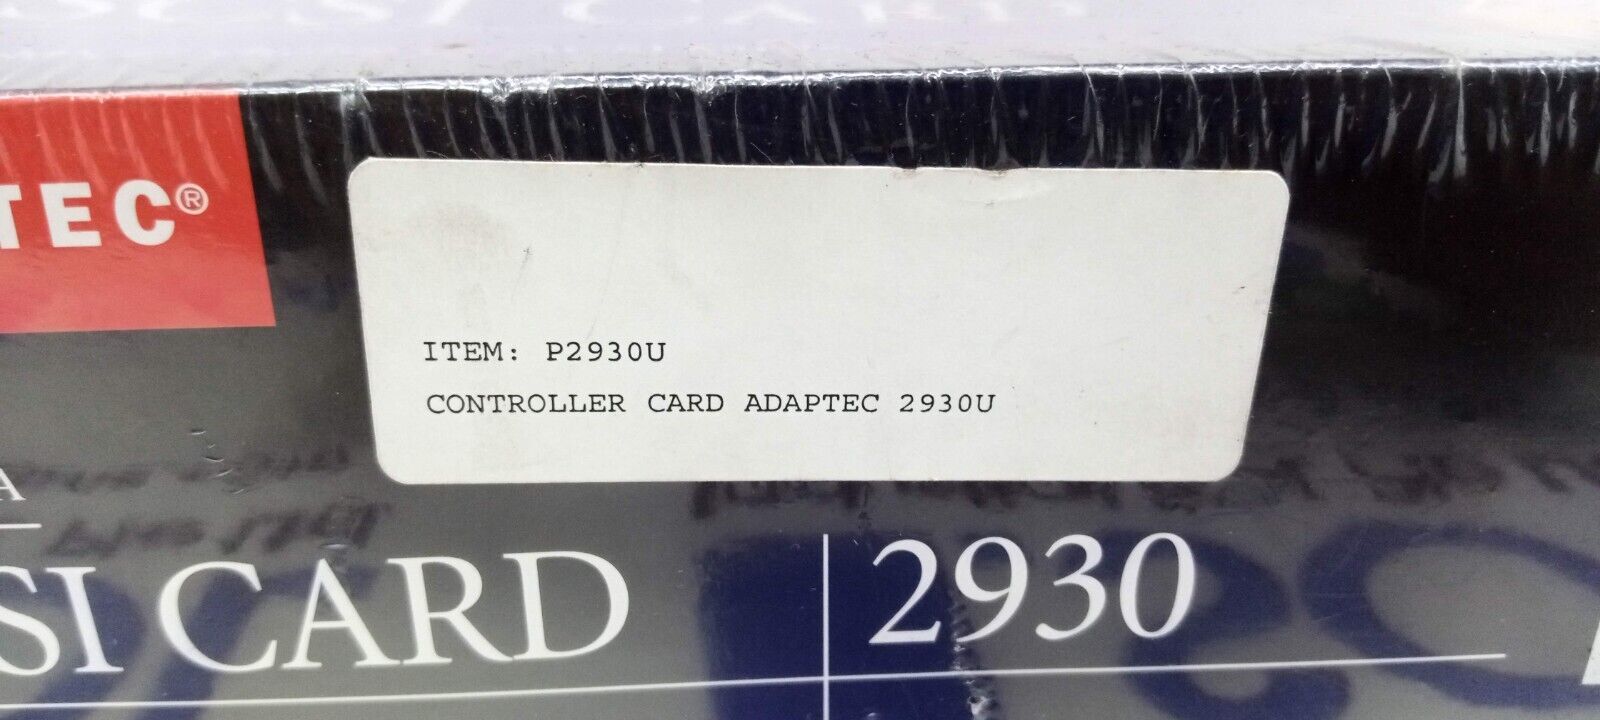 TEC®
ITEM: P2930U
CONTROLLER CARD ADAPTEC 2930U
A
SI CARD
2930